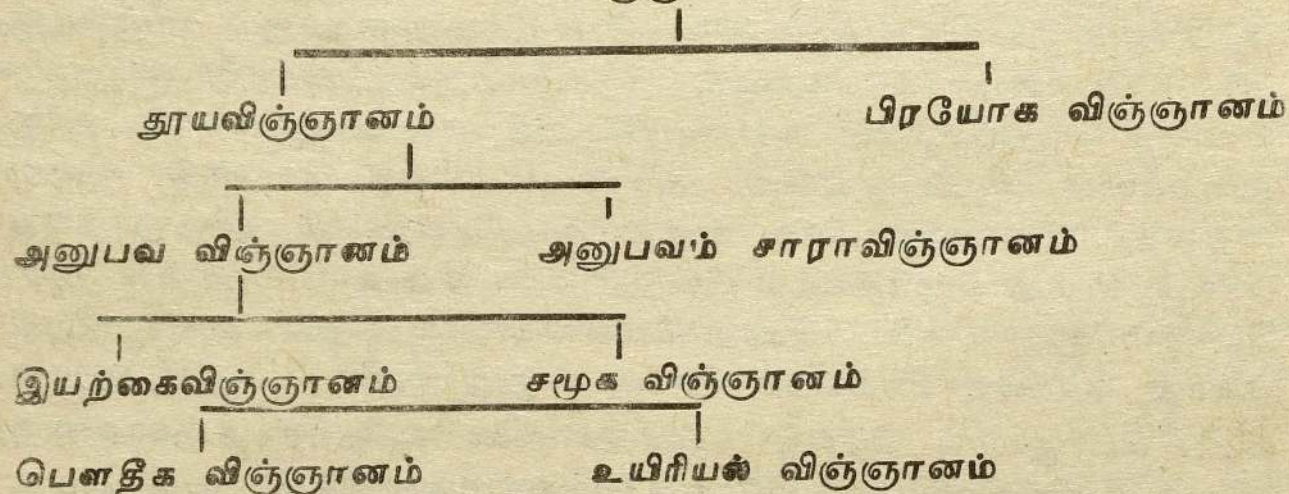 தூயவிஞ்ஞானம் பிரயோக விஞ்ஞானம்
அனுபவ விஞ்ஞானம் அனுபவம் சாராவிஞ்ஞானம்
இயற்கைவிஞ்ஞானம் சமூக விஞ்ஞானம்
பௌதீக விஞ்ஞானம் உயிரியல் விஞ்ஞானம்